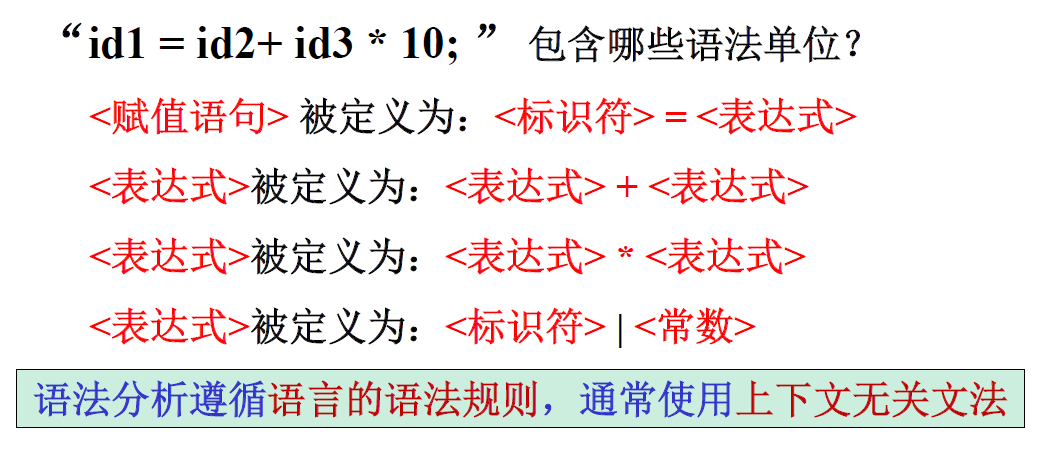 “id1 = id2+ id3 * 10; ” 包含哪些语法单位?
<赋值语句> 被定义为：<标识符> = <表达式>
<表达式>被定义为：<表达式> + <表达式>
<表达式>被定义为：<表达式> * <表达式>
<表达式>被定义为：<标识符> | <常数>
语法分析遵循语言的语法规则，通常使用上下文无关文法